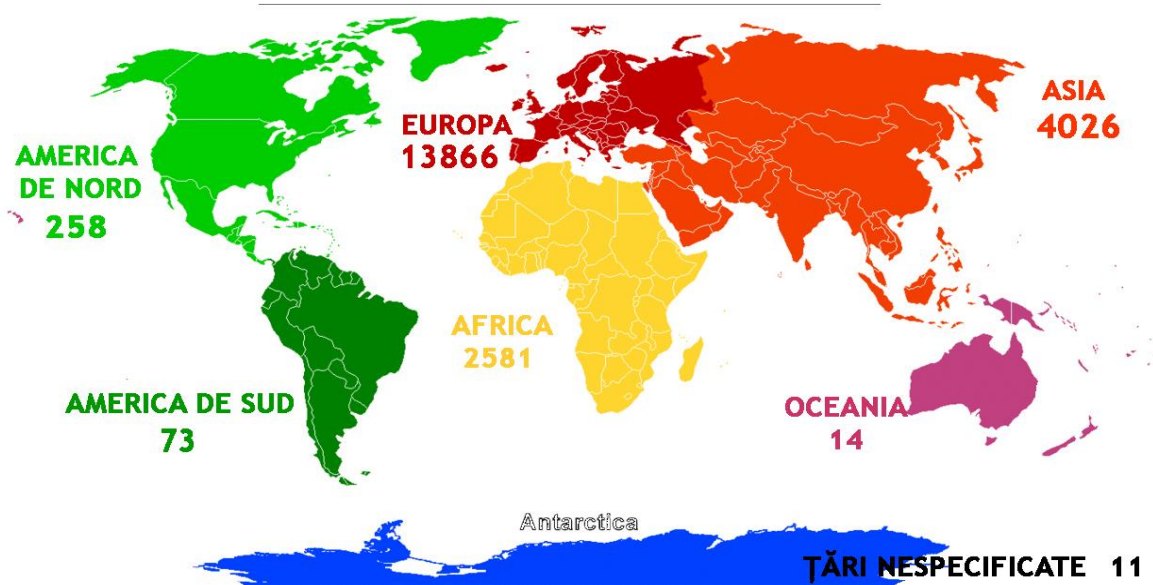 ASIA
4026
EUROPA
13866
AMERICA
DE NORD
258
AFRICA
2581
AMERICA DE SUD
73
OCEANIA
14
Antarctica
ŢĂRI NESPECIFICATE 11